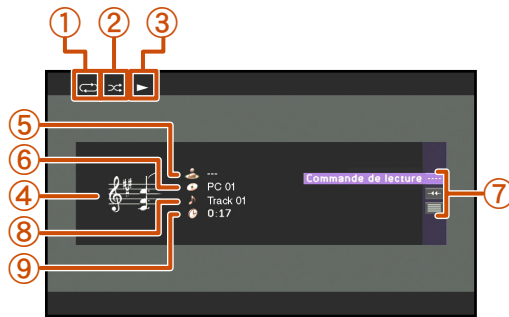 ① ② ③
⑤ ---
⑥ PC 01
④
⑧ Track 01
⑨ 0:17
Commande de lecture ----
⑦